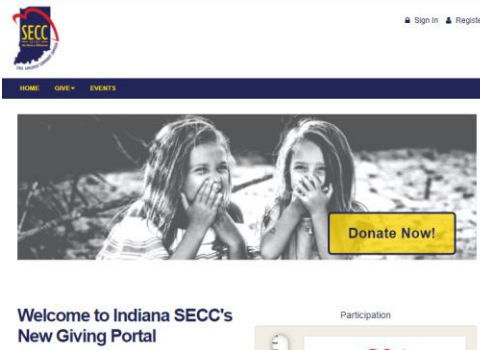 SECC
Sign In Registe
HOME GIVE EVENTS
Donate Now!
Welcome to Indiana SECC's
New Giving Portal
Participation